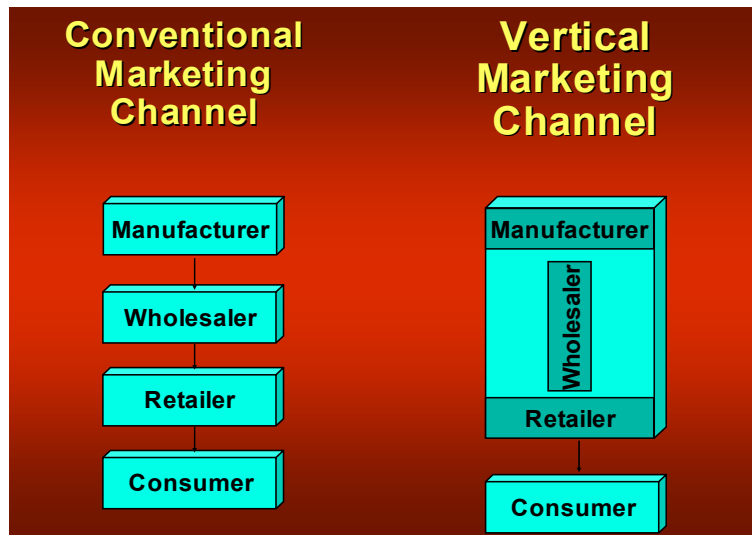 Conventional
Marketing
Channel
Manufacturer
Wholesaler
Retailer
Consumer
Vertical
Marketing
Channel
Manufacturer
Wholesaler
Retailer
Consumer